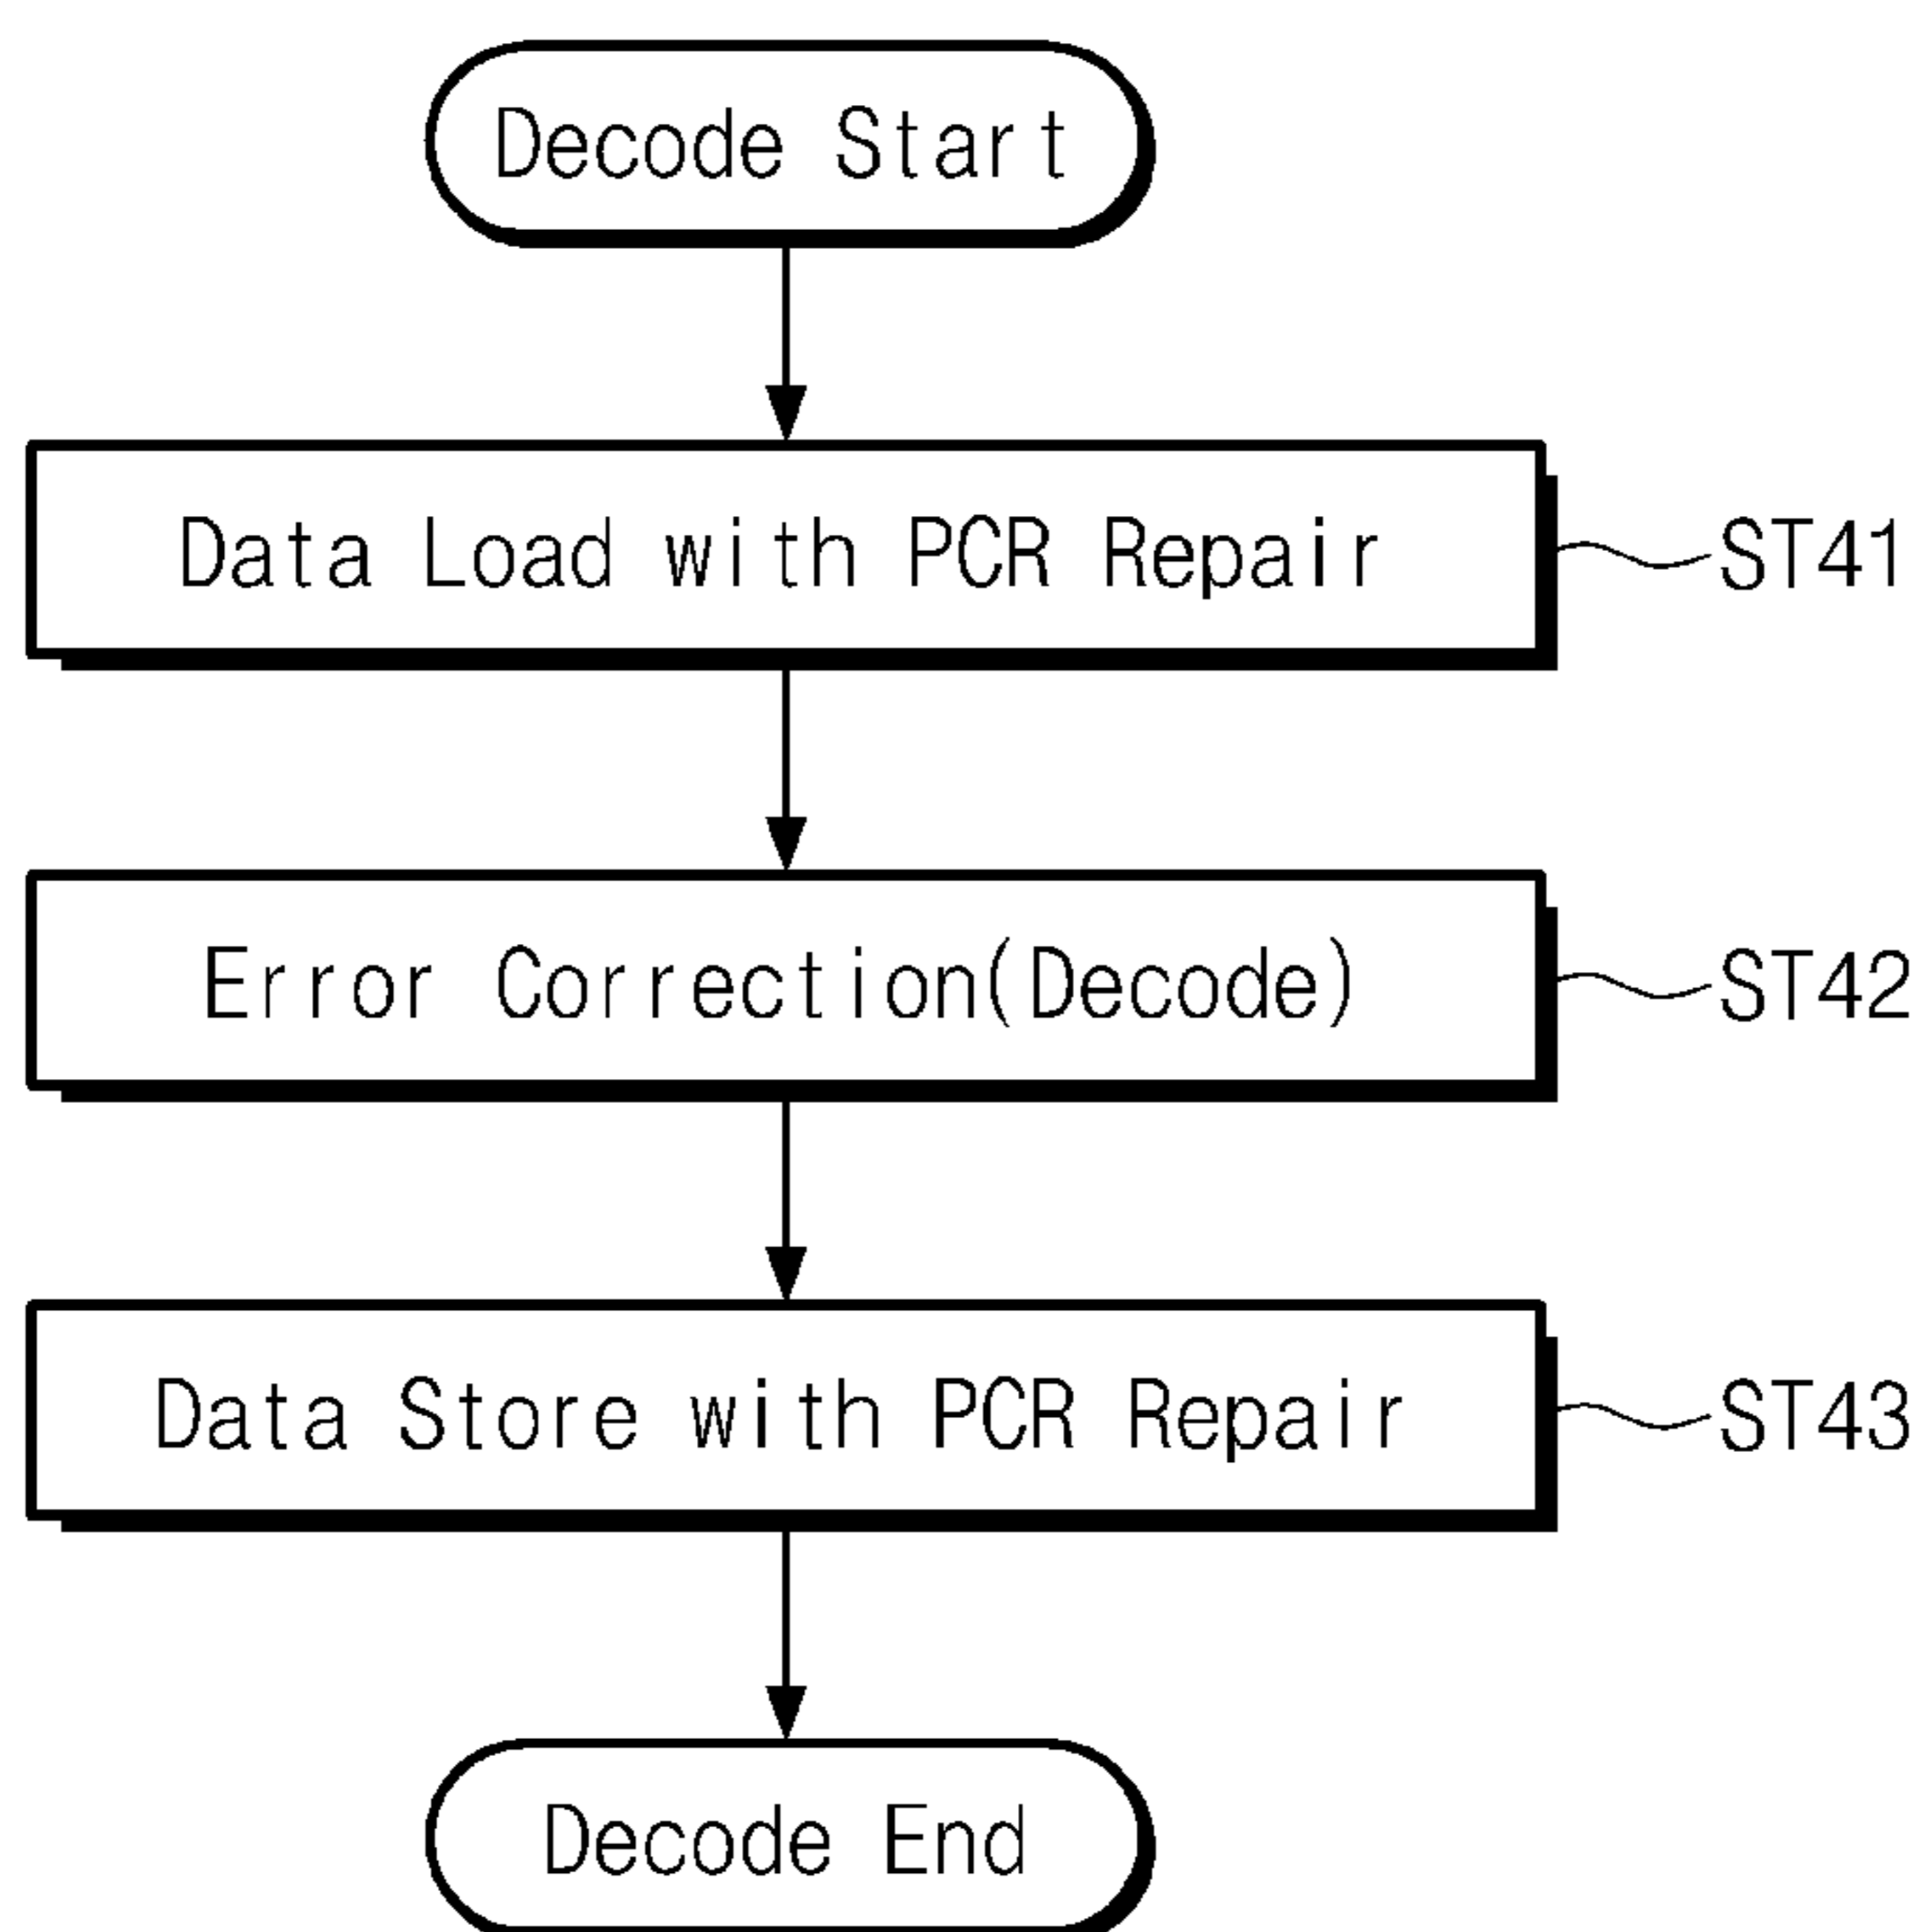 Decode Start
Data Load with PCR Repair
ST41
Error Correction(Decode)
ST42
Data Store with PCR Repair
ST43
Decode End